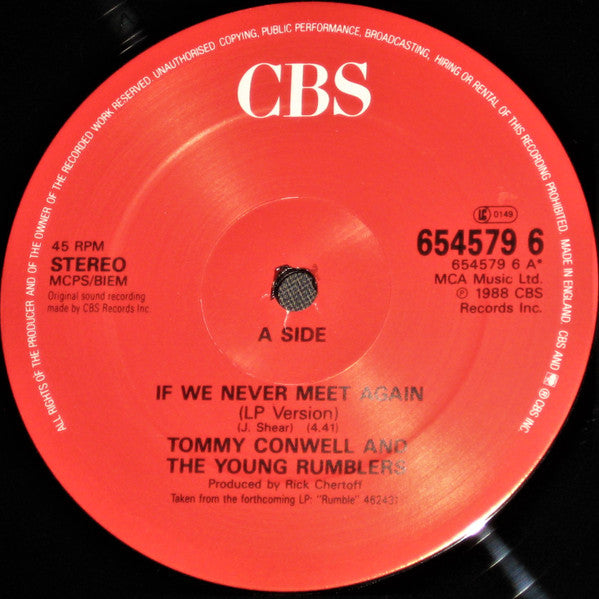 ALL RIGHTS OF THE PRODUCER AND OF THE OWNER OF THE RECORDED WORK RESERVED. UNAUTHORISED COPYING, PUBLIC PERFORMANCE, BROADCASTING, HIRING OR RENTAL OF THIS RECORDING PROHIBITED. MADE IN ENGLAND. CBS AND ® CBS INC.
CBS
45 RPM
STEREO
MCPS/BIEM
Original sound recording
made by CBS Records Inc.
LC 0149
654579 6
654579 6 A*
MCA Music Ltd.
℗ 1988 CBS
Records Inc.
A SIDE
IF WE NEVER MEET AGAIN
(LP Version)
(J. Shear) (4.41)
TOMMY CONWELL AND
THE YOUNG RUMBLERS
Produced by Rick Chertoff
Taken from the forthcoming LP: "Rumble"